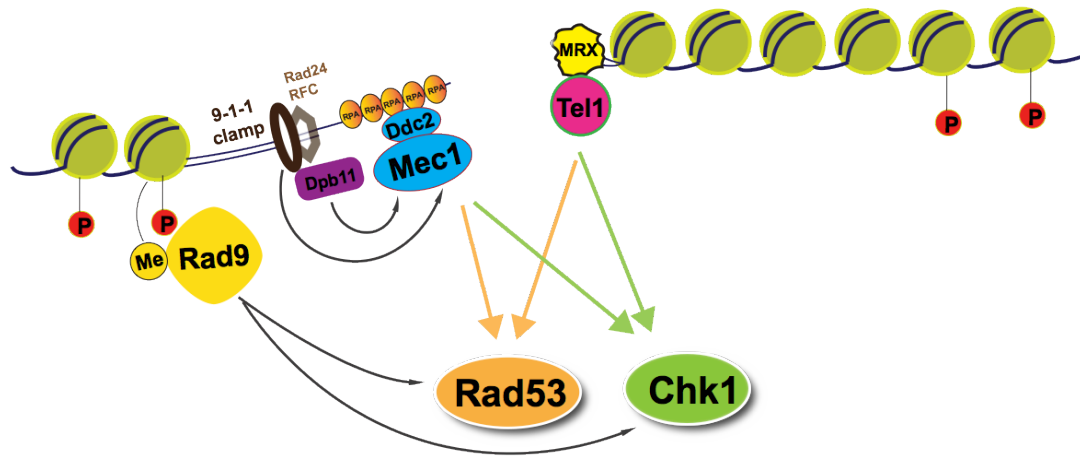 MRX
Tel1
P
P
Rad24
RFC
9-1-1
clamp
RPA
RPA
RPA
RPA
RPA
Ddc2
Mec1
Dpb11
P
P
Me
Rad9
Rad53
Chk1